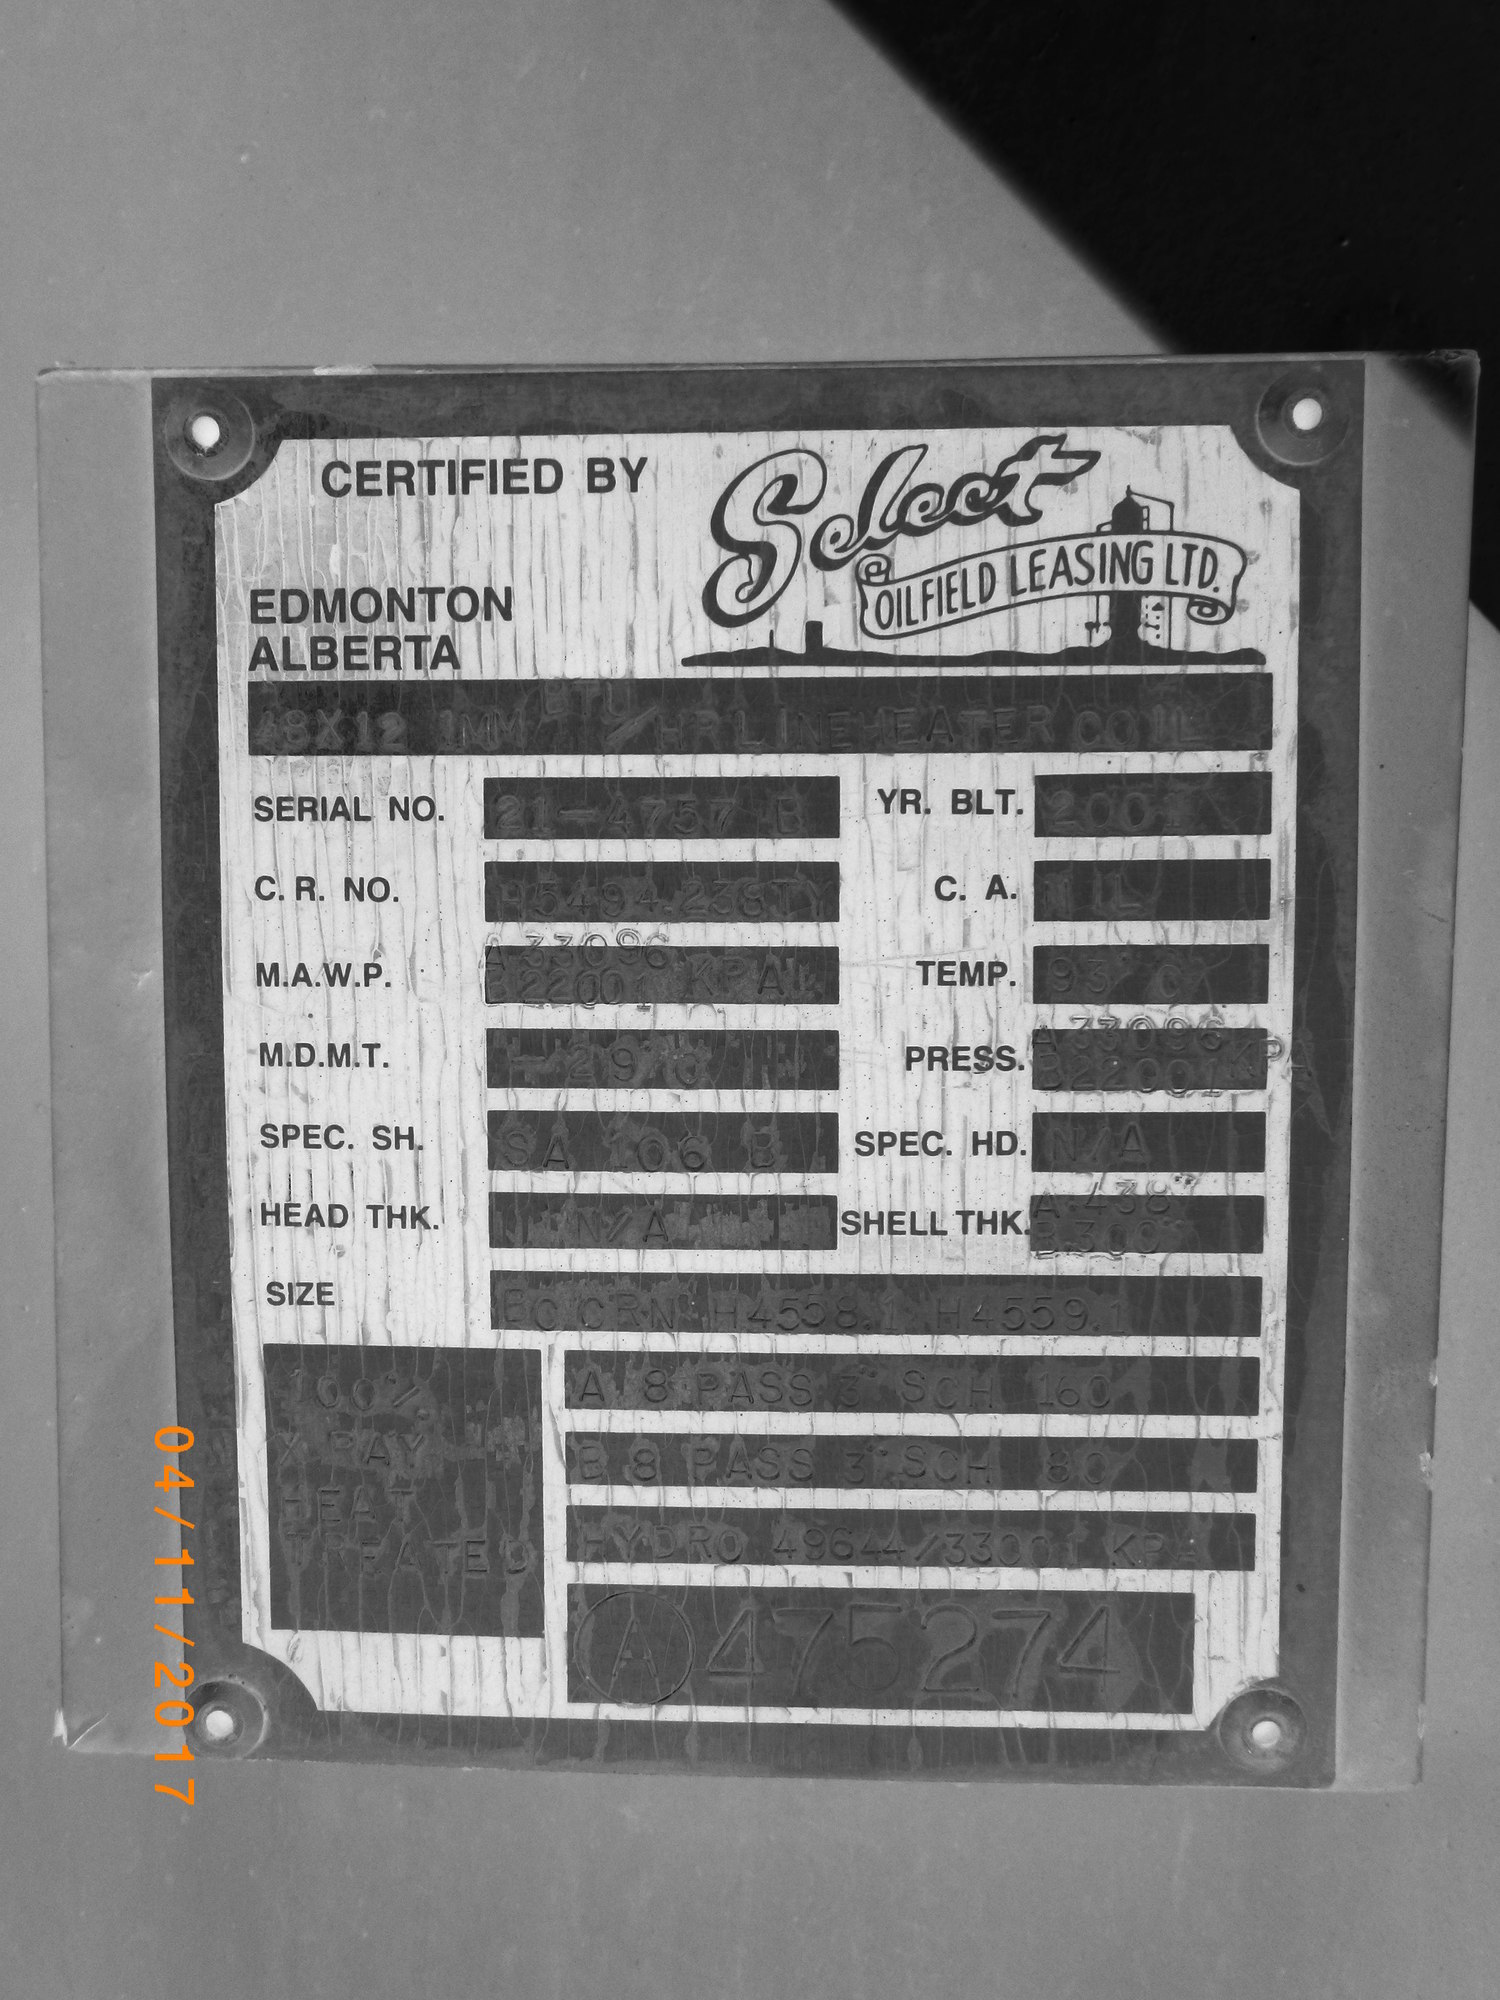 CERTIFIED BY Select
OILFIELD LEASING LTD.
EDMONTON
ALBERTA
48X12 1MM BTU/HR LINEHEATER COIL
SERIAL NO. 21-4757 B YR. BLT. 2001
C. R. NO. H5494.238TY C. A. NIL
M.A.W.P. A 33096
B 22001 KPA TEMP. 93°C
M.D.M.T. -29°C PRESS. A 33096
B 22001 KPA
SPEC. SH. SA 106 B SPEC. HD. N/A
HEAD THK. N/A SHELL THK. A .438"
B .300"
SIZE BC CRN H4558.1 H4559.1
100% X RAY HEAT TREATED
A 8 PASS 3" SCH 160
B 8 PASS 3" SCH 80
HYDRO 49644/33001 KPA
A 475274
04/11/2017